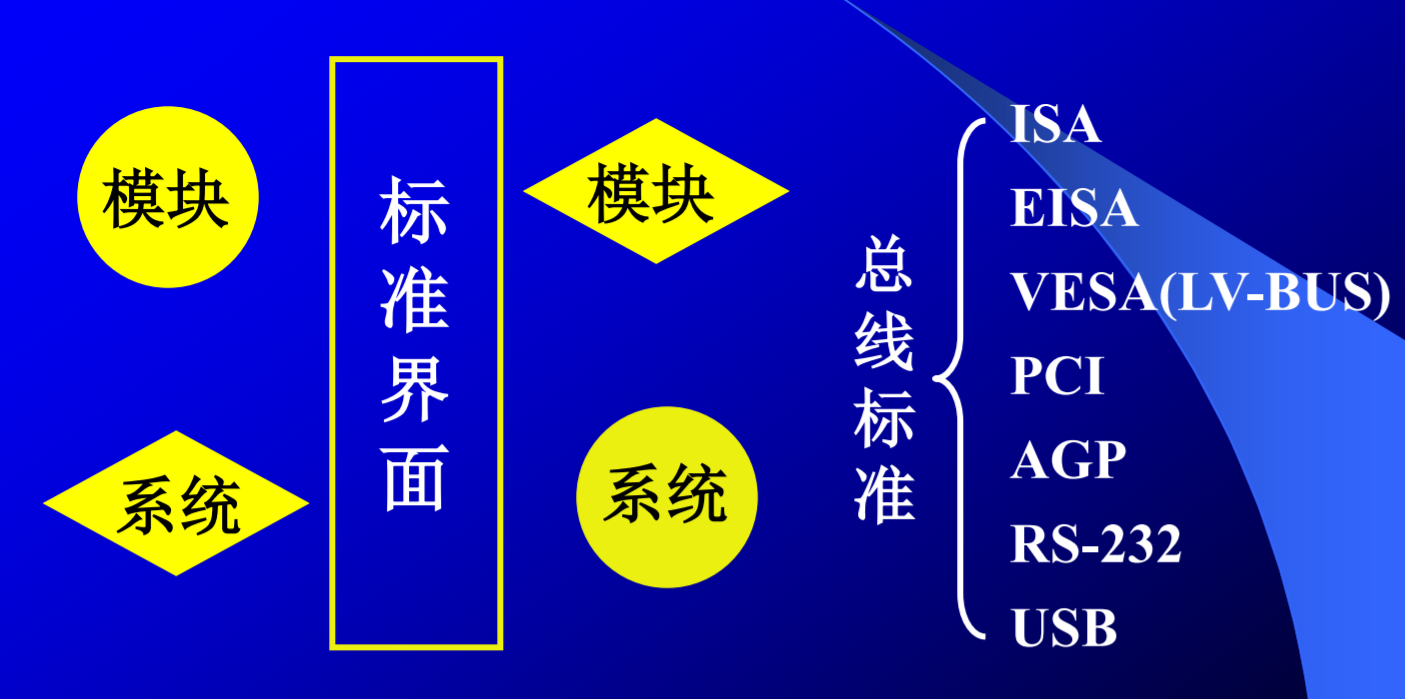 模块
系统
标准界面
模块
系统
总线标准
ISA
EISA
VESA(LV-BUS)
PCI
AGP
RS-232
USB